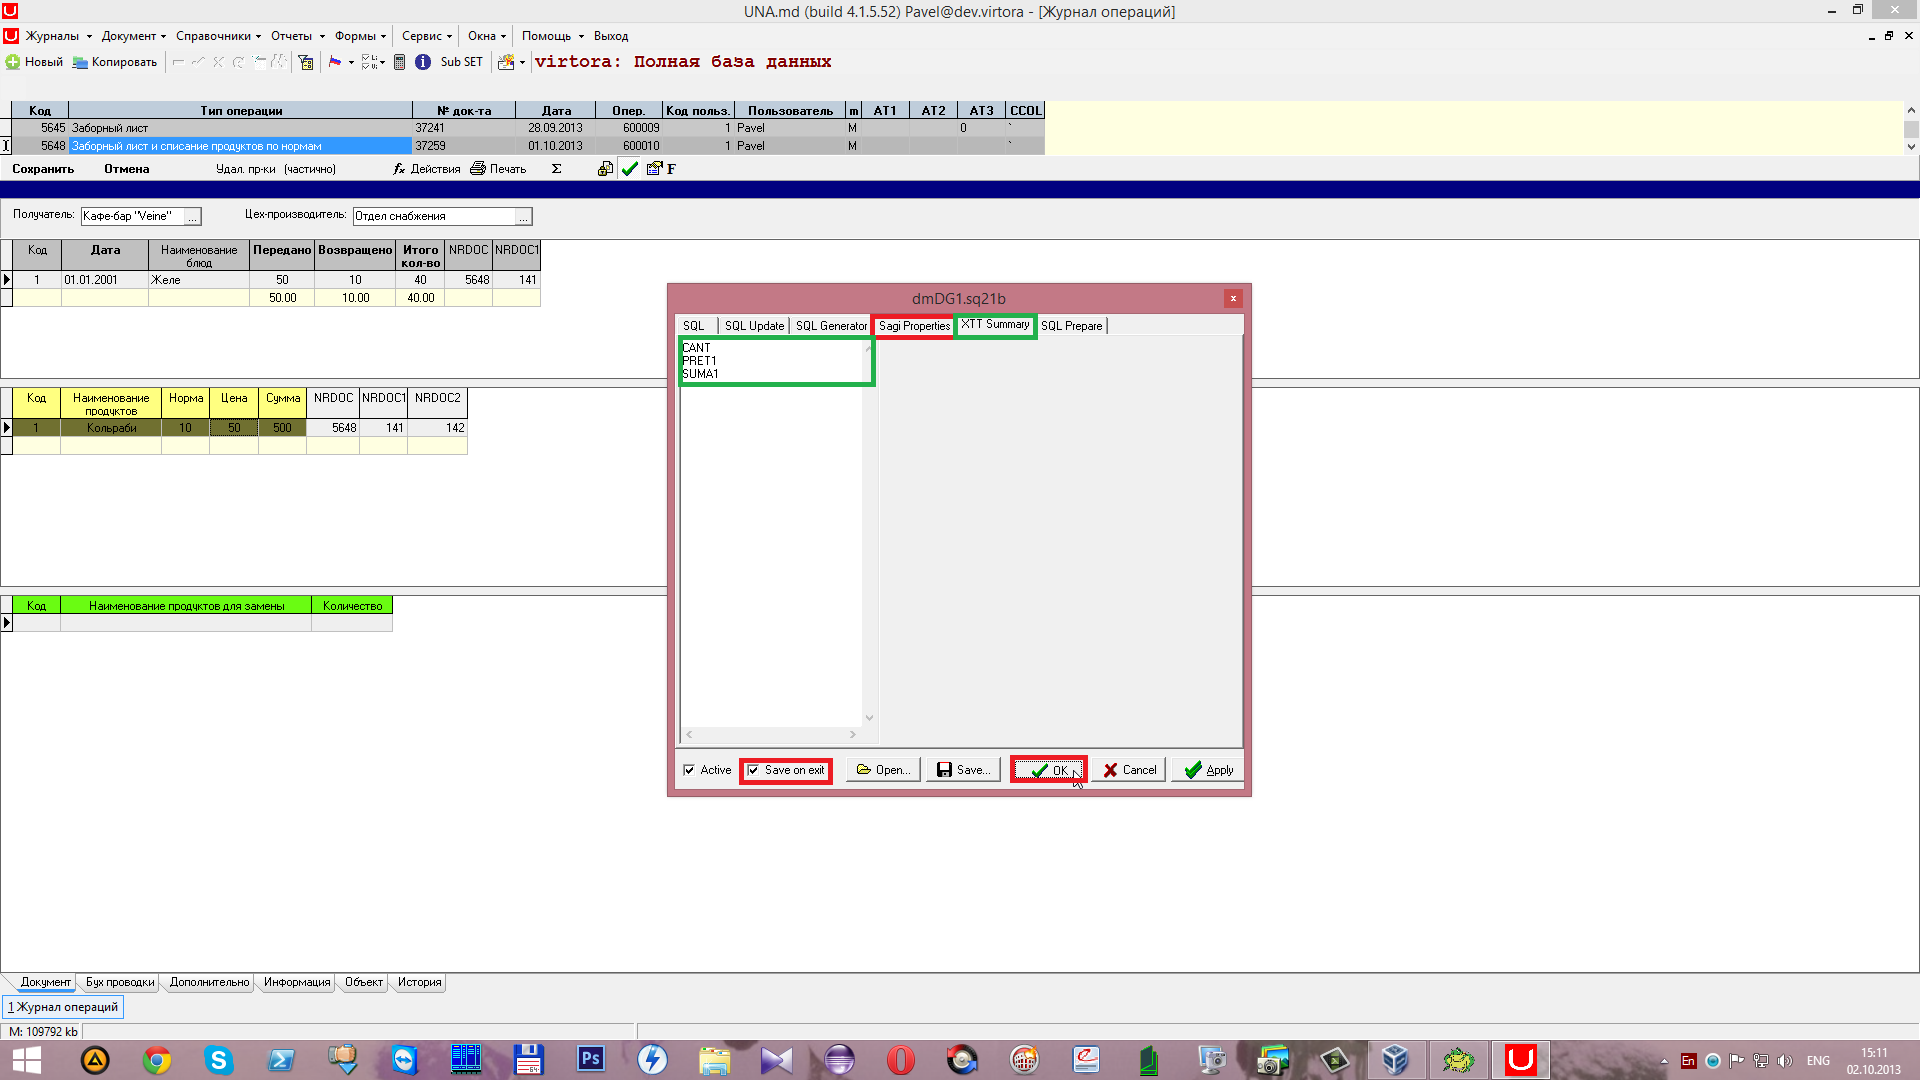 UNA.md (build 4.1.5.52) Pavel@dev.virtora - [Журнал операций]
Журналы Документ Справочники Отчеты Формы Сервис Окна Помощь Выход
Новый Копировать Sub SET virtora: Полная база данных
Код Тип операции № док-та Дата Опер. Код польз. Пользователь m AT1 AT2 AT3 CCOL
5645 Заборный лист 37241 28.09.2013 600009 1 Pavel M 0 `
5648 Заборный лист и списание продуктов по нормам 37259 01.10.2013 600010 1 Pavel M `
Сохранить Отмена Удал. пр-ки (частично) fx Действия Печать Σ F
Получатель: Кафе-бар "Veine" ... Цех-производитель: Отдел снабжения ...
Код Дата Наименование блюд Передано Возвращено Итого кол-во NRDOC NRDOC1
1 01.01.2001 Желе 50 10 40 5648 141
50.00 10.00 40.00
dmDG1.sq21b
SQL SQL Update SQL Generator Sagi Properties XTT Summary SQL Prepare
CANT
PRET1
SUMA1
Код Наименование продуктов Норма Цена Сумма NRDOC NRDOC1 NRDOC2
1 Кольраби 10 50 500 5648 141 142
Код Наименование продуктов для замены Количество
Active Save on exit Open... Save... OK Cancel Apply
Документ Бух проводки Дополнительно Информация Объект История
1 Журнал операций
M: 109792 kb
Ps
En ENG 15:11
02.10.2013